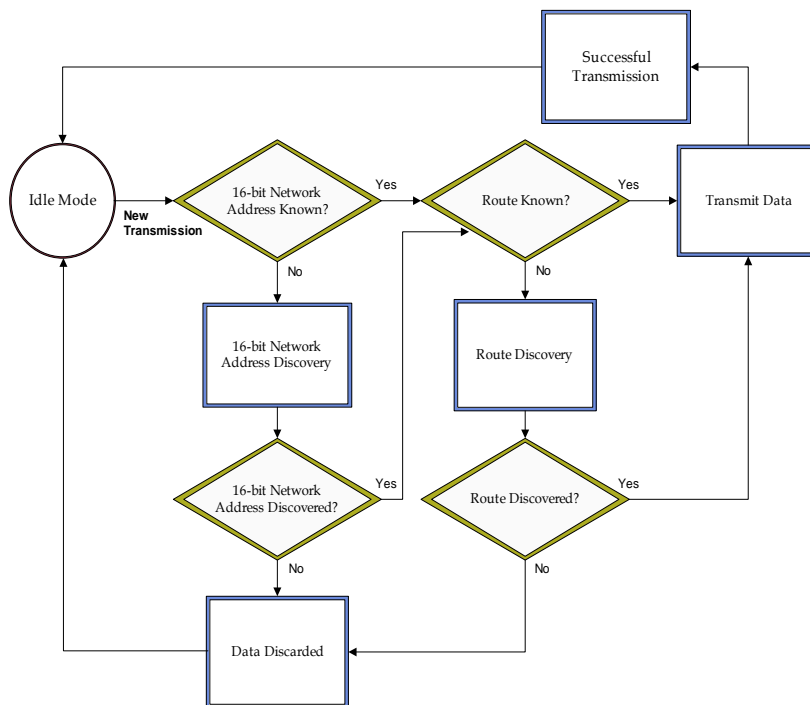 Successful
Transmission
Idle Mode
New
Transmission
16-bit Network
Address Known?
Yes
Route Known?
Yes
Transmit Data
No
No
16-bit Network
Address Discovery
Route Discovery
16-bit Network
Address Discovered?
Yes
Route Discovered?
Yes
No
No
Data Discarded